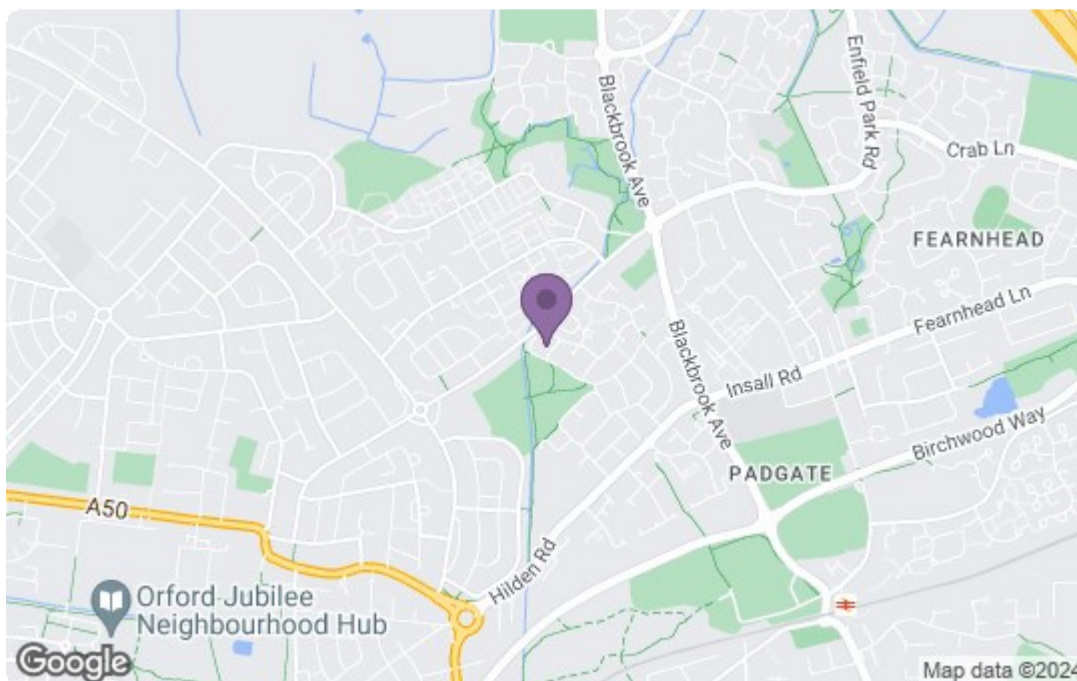 Blackbrook Ave
Enfield Park Rd
Crab Ln
FEARNHEAD
Fearnhead Ln
Blackbrook Ave
Insall Rd
Birchwood Way
PADGATE
A50
Hilden Rd
Orford Jubilee
Neighbourhood Hub
Google
Map data ©2024